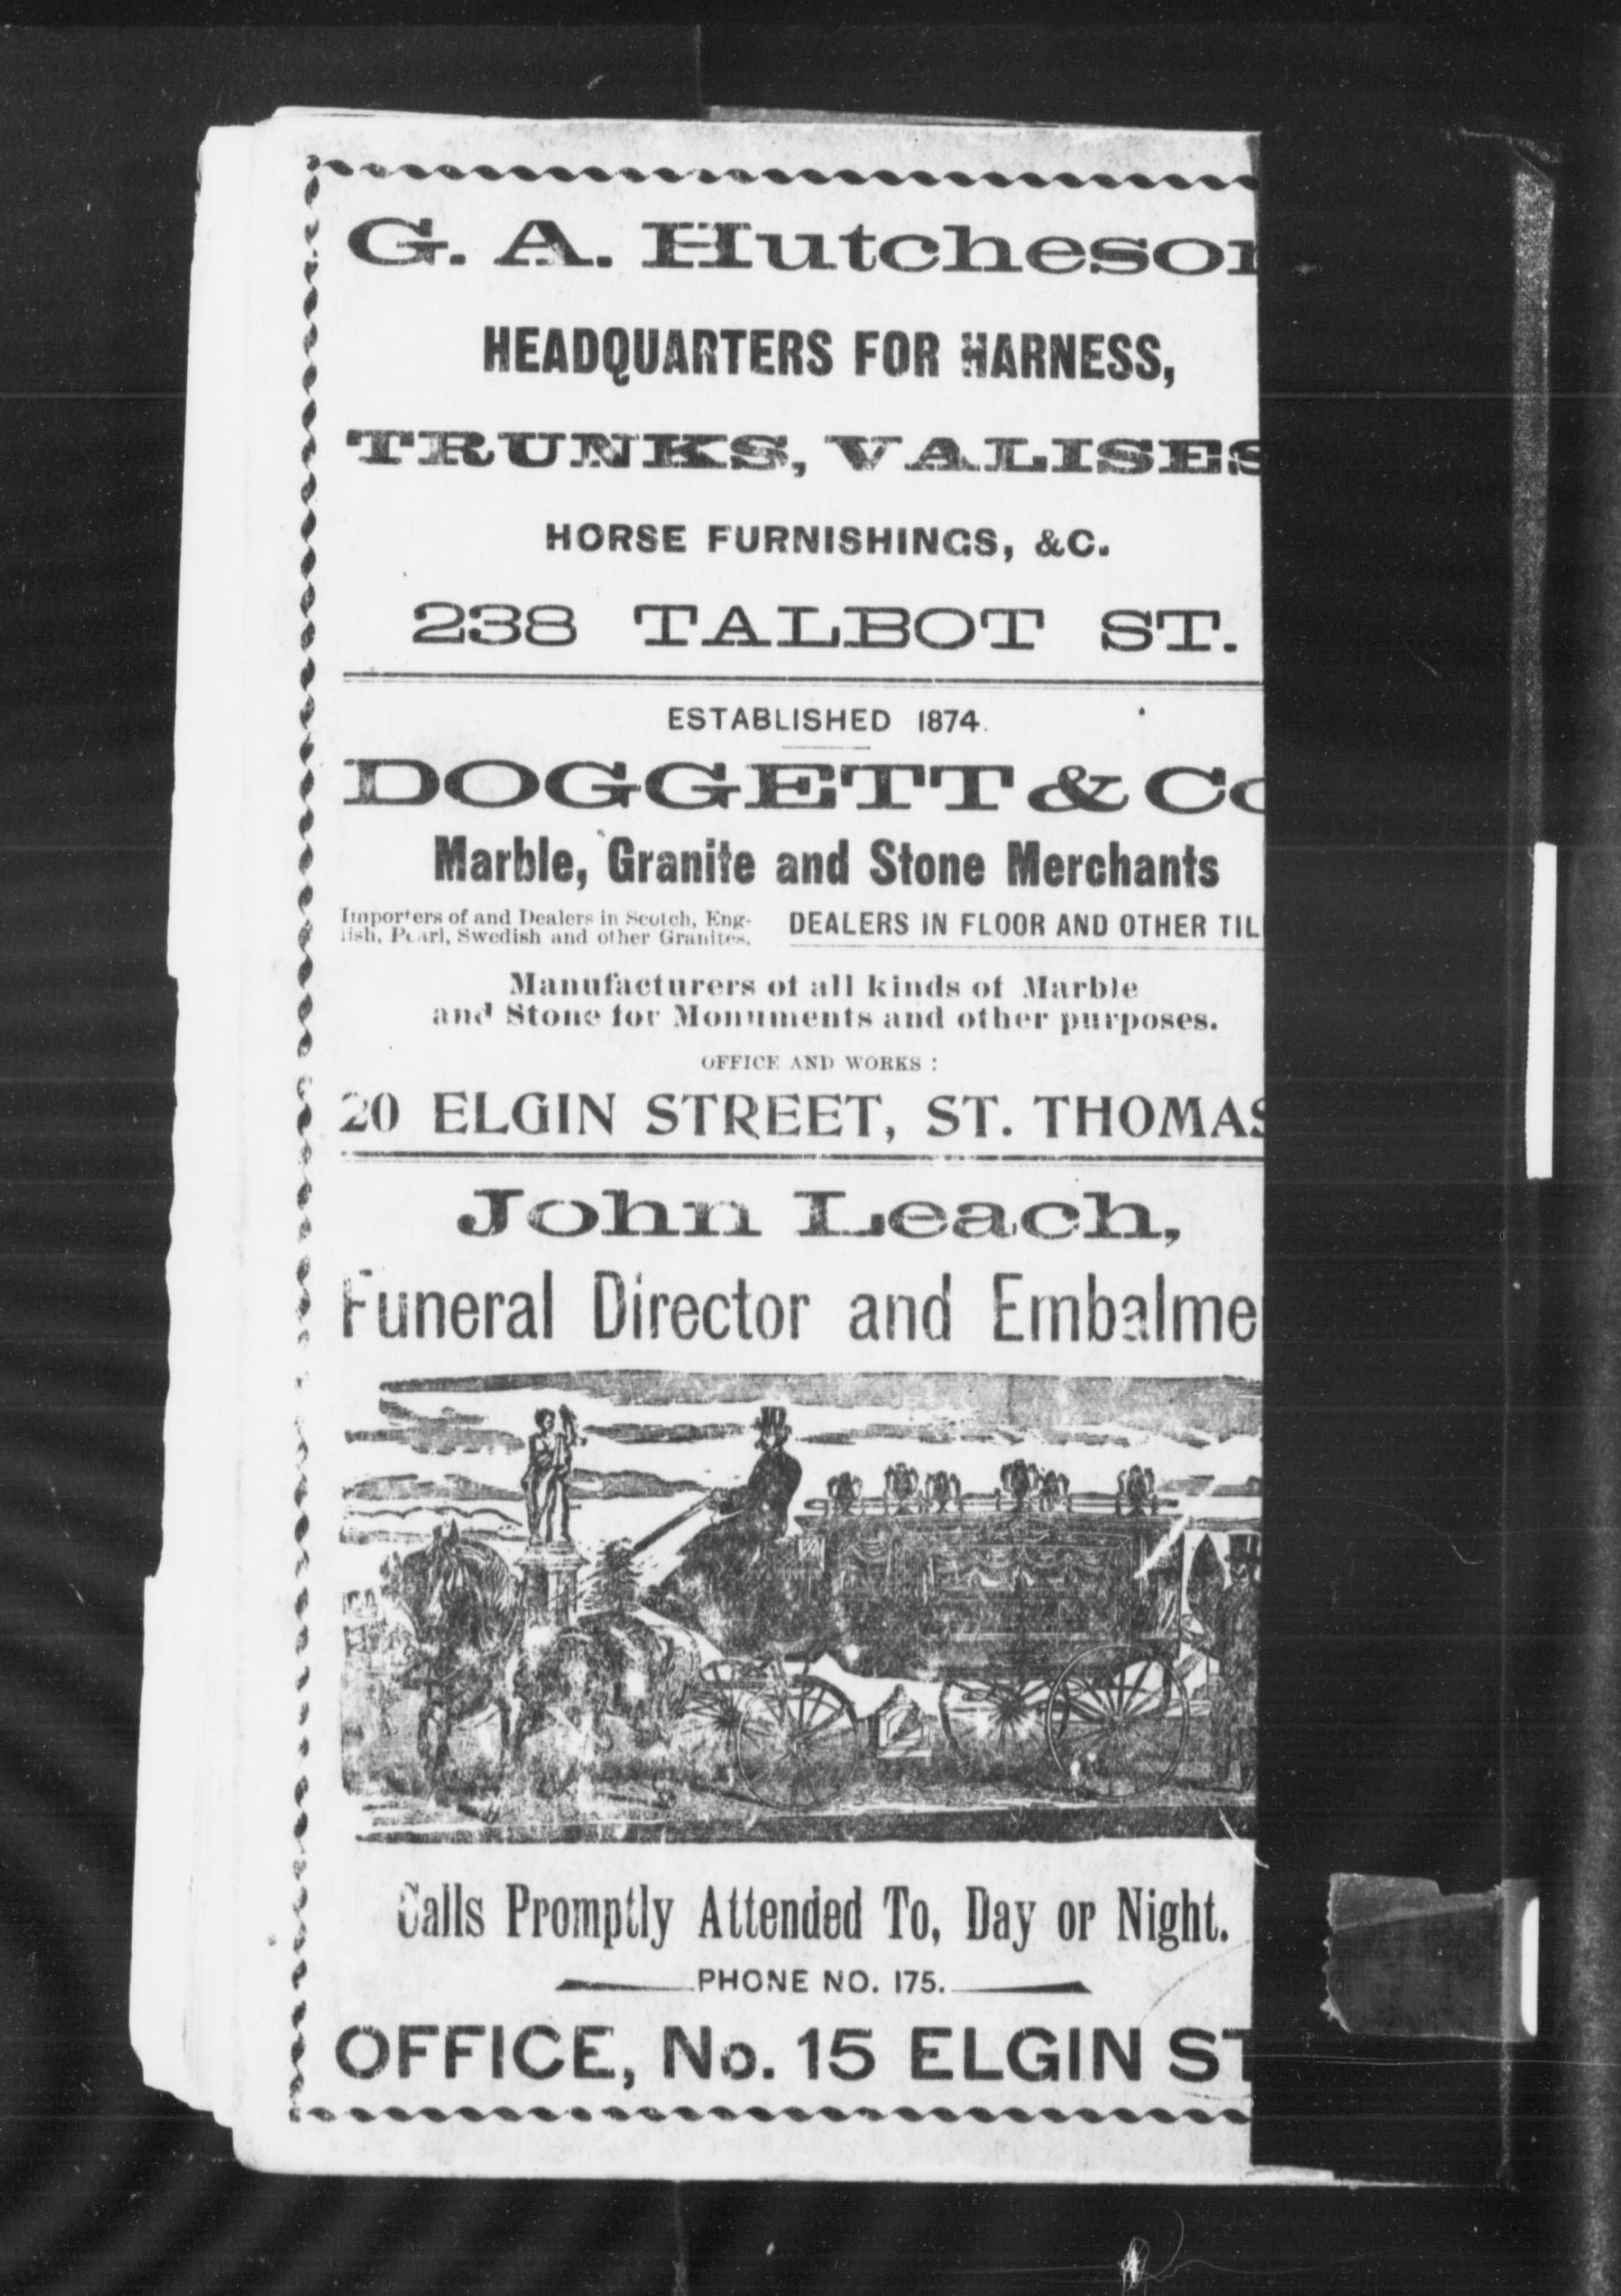 G. A. Hutcheson
HEADQUARTERS FOR HARNESS,
TRUNKS, VALISES
HORSE FURNISHINGS, &C.
238 TALBOT ST.
ESTABLISHED 1874.
DOGGETT & Co
Marble, Granite and Stone Merchants
Importers of and Dealers in Scotch, Eng-
lish, Pearl, Swedish and other Granites.
DEALERS IN FLOOR AND OTHER TIL
Manufacturers of all kinds of Marble
and Stone for Monuments and other purposes.
OFFICE AND WORKS :
20 ELGIN STREET, ST. THOMAS
John Leach,
Funeral Director and Embalmer
Calls Promptly Attended To, Day or Night.
PHONE NO. 175.
OFFICE, No. 15 ELGIN ST